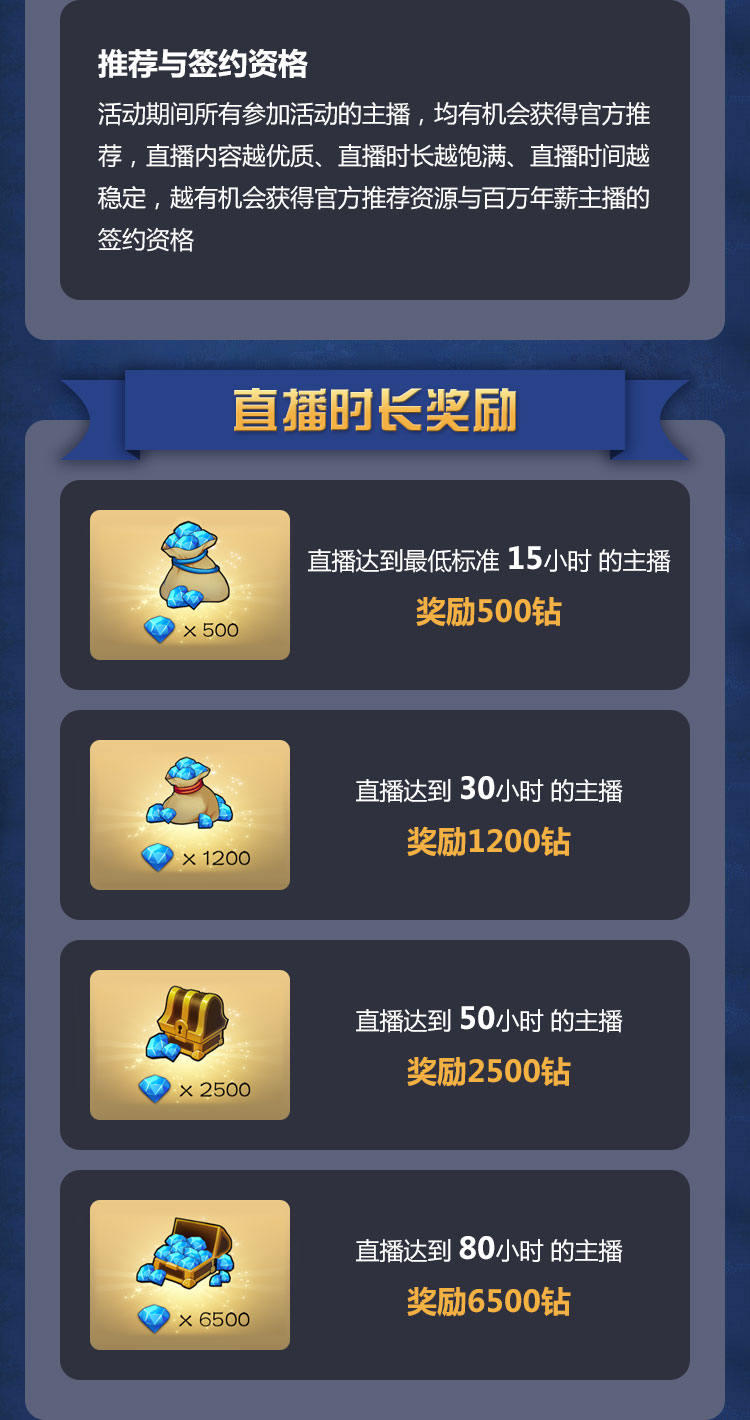 推荐与签约资格
活动期间所有参加活动的主播，均有机会获得官方推
荐，直播内容越优质、直播时长越饱满、直播时间越
稳定，越有机会获得官方推荐资源与百万年薪主播的
签约资格
直播时长奖励
直播达到最低标准 15小时 的主播
奖励500钻
x 500
直播达到 30小时 的主播
奖励1200钻
x 1200
直播达到 50小时 的主播
奖励2500钻
x 2500
直播达到 80小时 的主播
奖励6500钻
x 6500